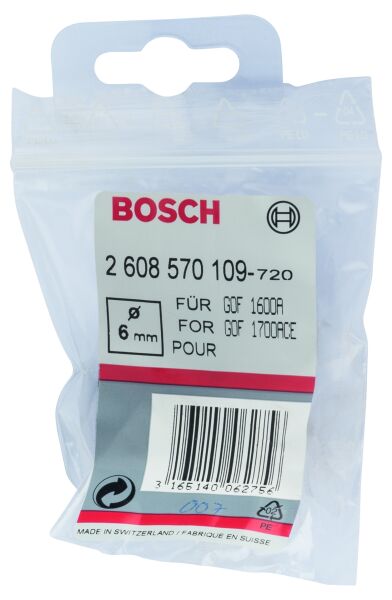 BOSCH
2 608 570 109-720
Ø
6 mm
FÜR GOF 1600A
FOR GOF 1700ACE
POUR
3 165140 062756
007
PE
MADE IN SWITZERLAND / FABRIQUE EN SUISSE